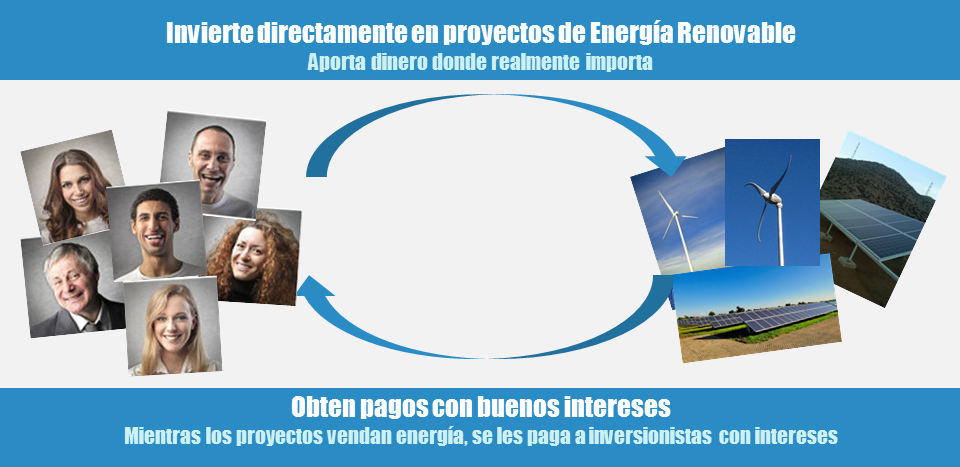 Invierte directamente en proyectos de Energía Renovable
Aporta dinero donde realmente importa
Obten pagos con buenos intereses
Mientras los proyectos vendan energía, se les paga a inversionistas con intereses